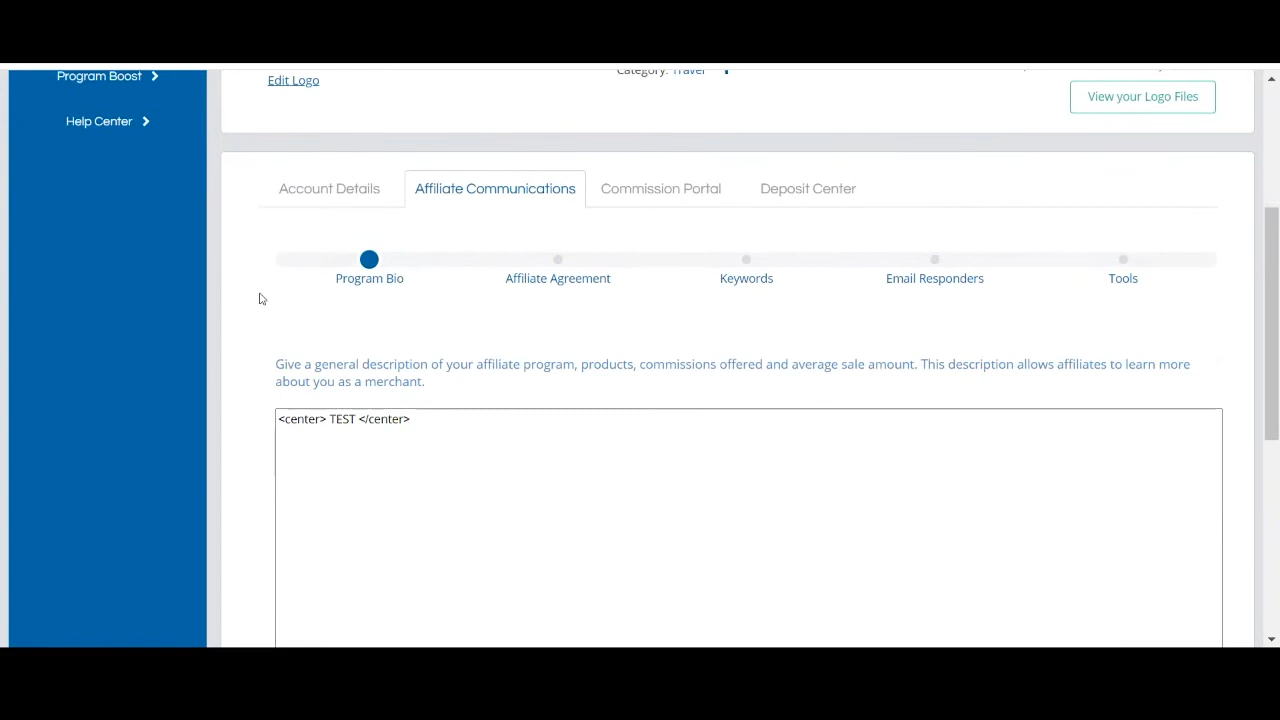 Program Boost
Edit Logo
Category: Travel
View your Logo Files
Help Center
Account Details
Affiliate Communications
Commission Portal
Deposit Center
Program Bio
Affiliate Agreement
Keywords
Email Responders
Tools
Give a general description of your affiliate program, products, commissions offered and average sale amount. This description allows affiliates to learn more
about you as a merchant.
<center> TEST </center>